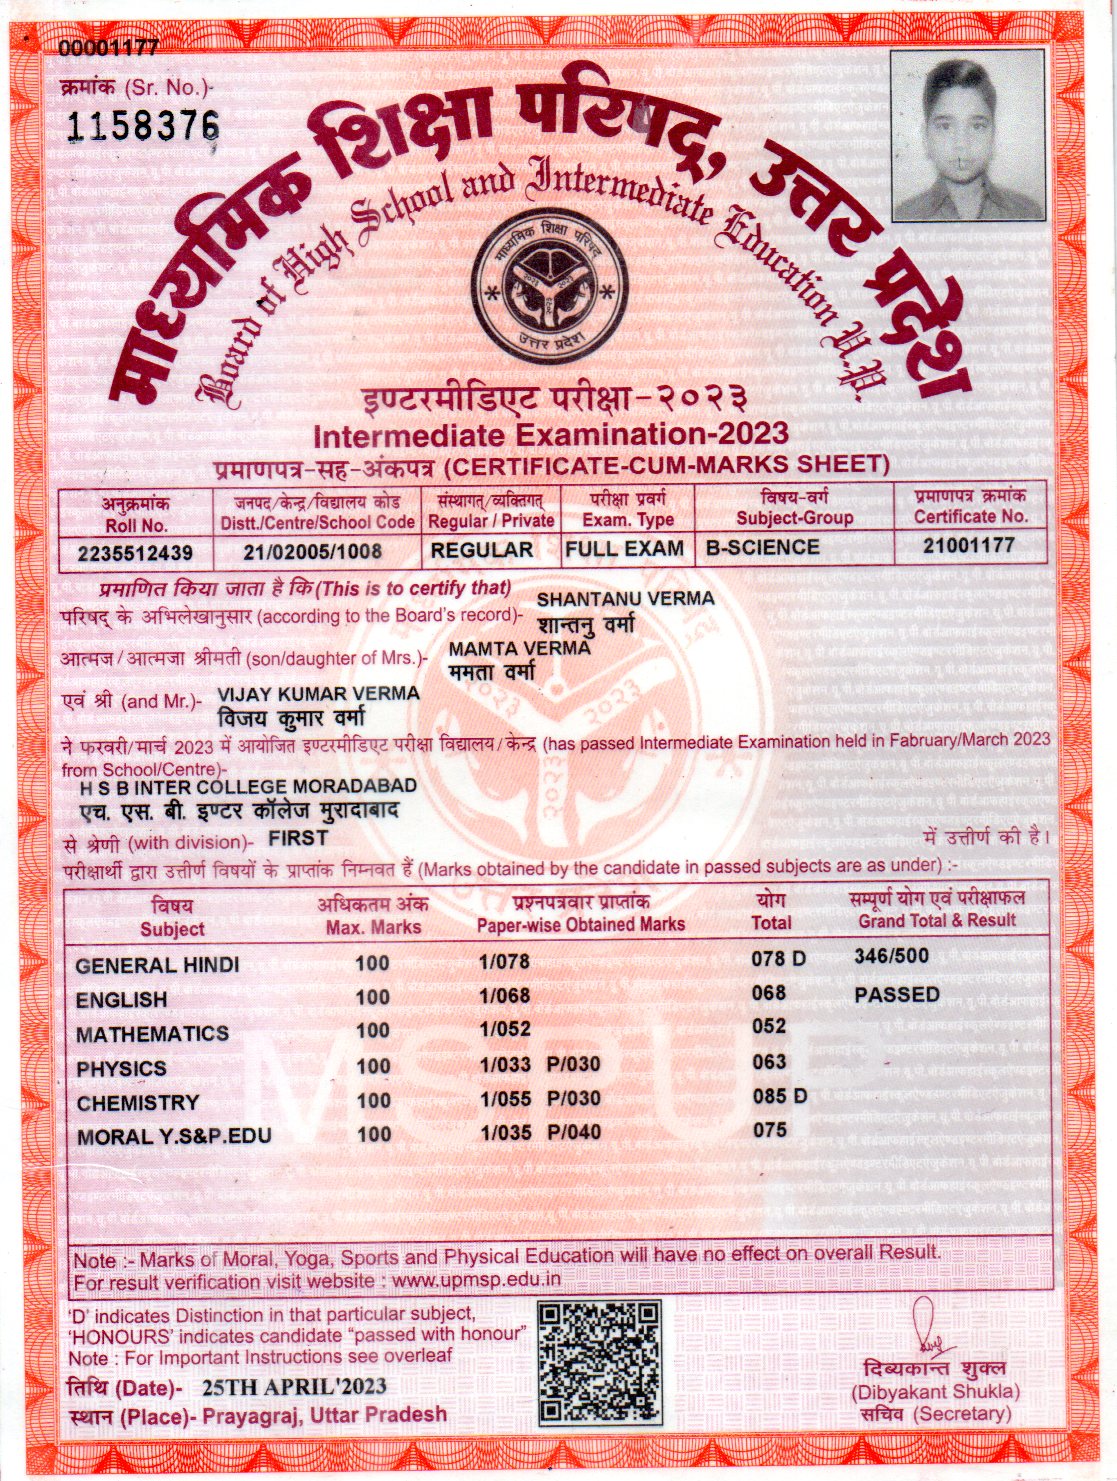 00001177
क्रमांक (Sr. No.)-
1158376
माध्यमिक शिक्षा परिषद्, उत्तर प्रदेश
Board of High School and Intermediate Education U.P.
माध्यमिक शिक्षा परिषद
उत्तर प्रदेश
इण्टरमीडिएट परीक्षा-२०२३
Intermediate Examination-2023
प्रमाणपत्र-सह-अंकपत्र (CERTIFICATE-CUM-MARKS SHEET)
अनुक्रमांक जनपद/केन्द्र/विद्यालय कोड संस्थागत्/व्यक्तिगत् परीक्षा प्रवर्ग विषय-वर्ग प्रमाणपत्र क्रमांक
Roll No. Distt./Centre/School Code Regular / Private Exam. Type Subject-Group Certificate No.
2235512439 21/02005/1008 REGULAR FULL EXAM B-SCIENCE 21001177
प्रमाणित किया जाता है कि (This is to certify that)
परिषद् के अभिलेखानुसार (according to the Board's record)- SHANTANU VERMA
शान्तनु वर्मा
आत्मज/आत्मजा श्रीमती (son/daughter of Mrs.)- MAMTA VERMA
ममता वर्मा
एवं श्री (and Mr.)- VIJAY KUMAR VERMA
विजय कुमार वर्मा
ने फरवरी/मार्च 2023 में आयोजित इण्टरमीडिएट परीक्षा विद्यालय/केन्द्र (has passed Intermediate Examination held in Fabruary/March 2023
from School/Centre)-
H S B INTER COLLEGE MORADABAD
एच. एस. बी. इण्टर कॉलेज मुरादाबाद
से श्रेणी (with division)- FIRST में उत्तीर्ण की है।
परीक्षार्थी द्वारा उत्तीर्ण विषयों के प्राप्तांक निम्नवत हैं (Marks obtained by the candidate in passed subjects are as under) :-
विषय अधिकतम अंक प्रश्नपत्रवार प्राप्तांक योग सम्पूर्ण योग एवं परीक्षाफल
Subject Max. Marks Paper-wise Obtained Marks Total Grand Total & Result
GENERAL HINDI 100 1/078 078 D 346/500
ENGLISH 100 1/068 068 PASSED
MATHEMATICS 100 1/052 052
PHYSICS 100 1/033 P/030 063
CHEMISTRY 100 1/055 P/030 085 D
MORAL Y.S&P.EDU 100 1/035 P/040 075
Note :- Marks of Moral, Yoga, Sports and Physical Education will have no effect on overall Result.
For result verification visit website : www.upmsp.edu.in
'D' indicates Distinction in that particular subject,
'HONOURS' indicates candidate "passed with honour"
Note : For Important Instructions see overleaf
तिथि (Date)- 25TH APRIL'2023
स्थान (Place)- Prayagraj, Uttar Pradesh
दिब्यकान्त शुक्ल
(Dibyakant Shukla)
सचिव (Secretary)